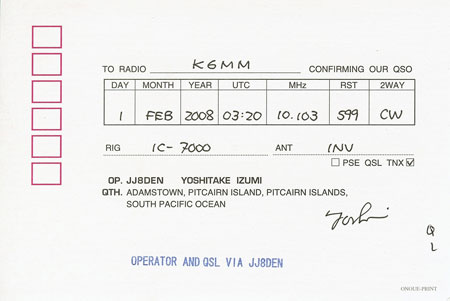 TO RADIO K6MM CONFIRMING OUR QSO
DAY MONTH YEAR UTC MHz RST 2WAY
1 FEB 2008 03:20 10.103 599 CW
RIG IC-7000 ANT INV
□ PSE QSL TNX ☑
OP. JJ8DEN YOSHITAKE IZUMI
QTH. ADAMSTOWN, PITCAIRN ISLAND, PITCAIRN ISLANDS,
SOUTH PACIFIC OCEAN
Yoshi
Q
L
OPERATOR AND QSL VIA JJ8DEN
ONOUE-PRINT